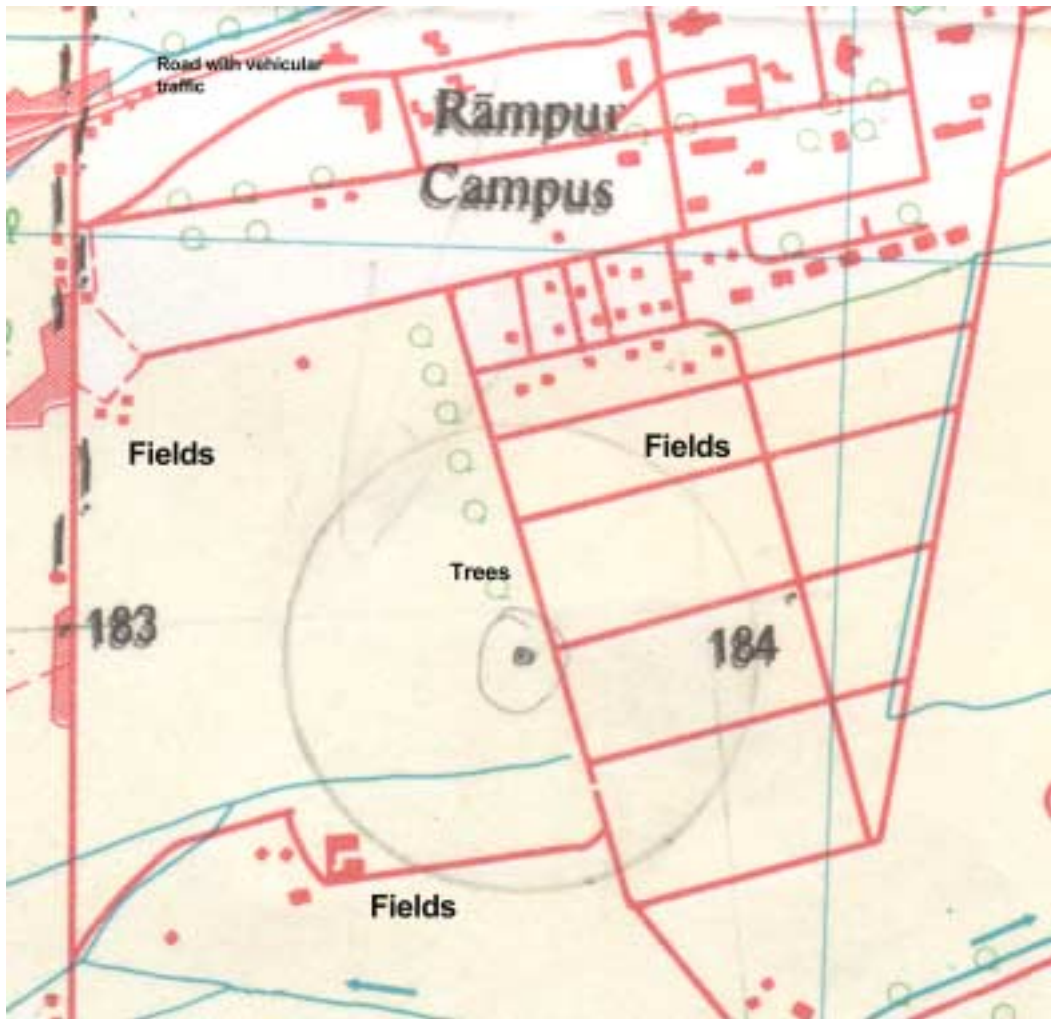 Road with vehicular
traffic
Rāmpur
Campus
Fields
Fields
Trees
183
184
Fields